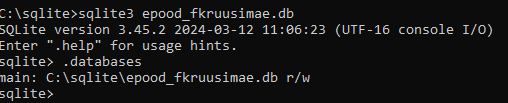 C:\sqlite>sqlite3 epood_fkruusimae.db
SQLite version 3.45.2 2024-03-12 11:06:23 (UTF-16 console I/O)
Enter ".help" for usage hints.
sqlite> .databases
main: C:\sqlite\epood_fkruusimae.db r/w
sqlite>